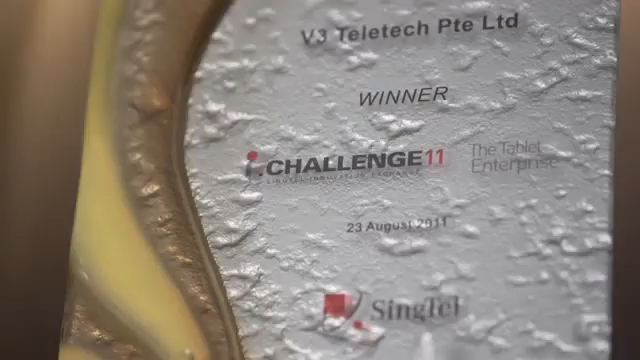 V3 Teletech Pte Ltd
WINNER
i.CHALLENGE11
The Tablet
Enterprise
23 August 2011
SingTel